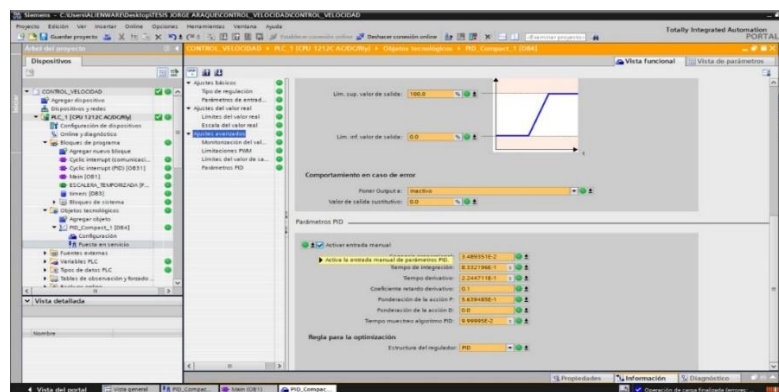 Siemens - C:\Users\ALIENWARE\Desktop\TESIS JORGE ARAQUE\CONTROL_VELOCIDAD\CONTROL_VELOCIDAD
Proyecto Edición Ver Insertar Online Opciones Herramientas Ventana Ayuda
Guardar proyecto
Establecer conexión online Deshacer conexión online
Totally Integrated Automation
PORTAL
Árbol del proyecto
CONTROL_VELOCIDAD PLC_1 [CPU 1212C AC/DC/Rly] Objetos tecnológicos PID_Compact_1 [DB4]
Dispositivos
Vista funcional Vista de parámetros
CONTROL_VELOCIDAD
Agregar dispositivo
Dispositivos y redes
PLC_1 [CPU 1212C AC/DC/Rly]
Configuración de dispositivos
Online y diagnóstico
Bloques de programa
Agregar nuevo bloque
Cyclic interrupt (comunicaci...
Cyclic interrupt (PID) [OB31]
Main [OB1]
ESCALERA_TEMPORIZADA [F...
timers [DB3]
Bloques de sistema
Objetos tecnológicos
Agregar objeto
PID_Compact_1 [DB4]
Configuración
Puesta en servicio
Fuentes externas
Variables PLC
Tipos de datos PLC
Tablas de observación y forzado ...
Vista detallada
Nombre
Ajustes básicos
Tipo de regulación
Parámetros de entrad...
Ajustes del valor real
Límites del valor real
Escala del valor real
Ajustes avanzados
Monitorización del val...
Limitaciones PWM
Límites del valor de sa...
Parámetros PID
Lím. sup. valor de salida: 100.0 %
Lím. inf. valor de salida: 0.0 %
Comportamiento en caso de error
Poner Output a: Inactivo
Valor de salida sustitutivo: 0.0 %
Parámetros PID
Activar entrada manual
3.489351E-2
Activa la entrada manual de parámetros PID.
Tiempo de integración: 8.332196E-1 s
Tiempo derivativo: 2.244711E-1 s
Coeficiente retardo derivativo: 0.1
Ponderación de la acción P: 5.639485E-1
Ponderación de la acción D: 0.0
Tiempo muestreo algoritmo PID: 9.99995E-2 s
Regla para la optimización
Estructura del regulador: PID
Propiedades Información Diagnóstico
Vista del portal Vista general PID_Compac... Main (OB1) PID_Compac...
Operación de carga finalizada (errores: ...